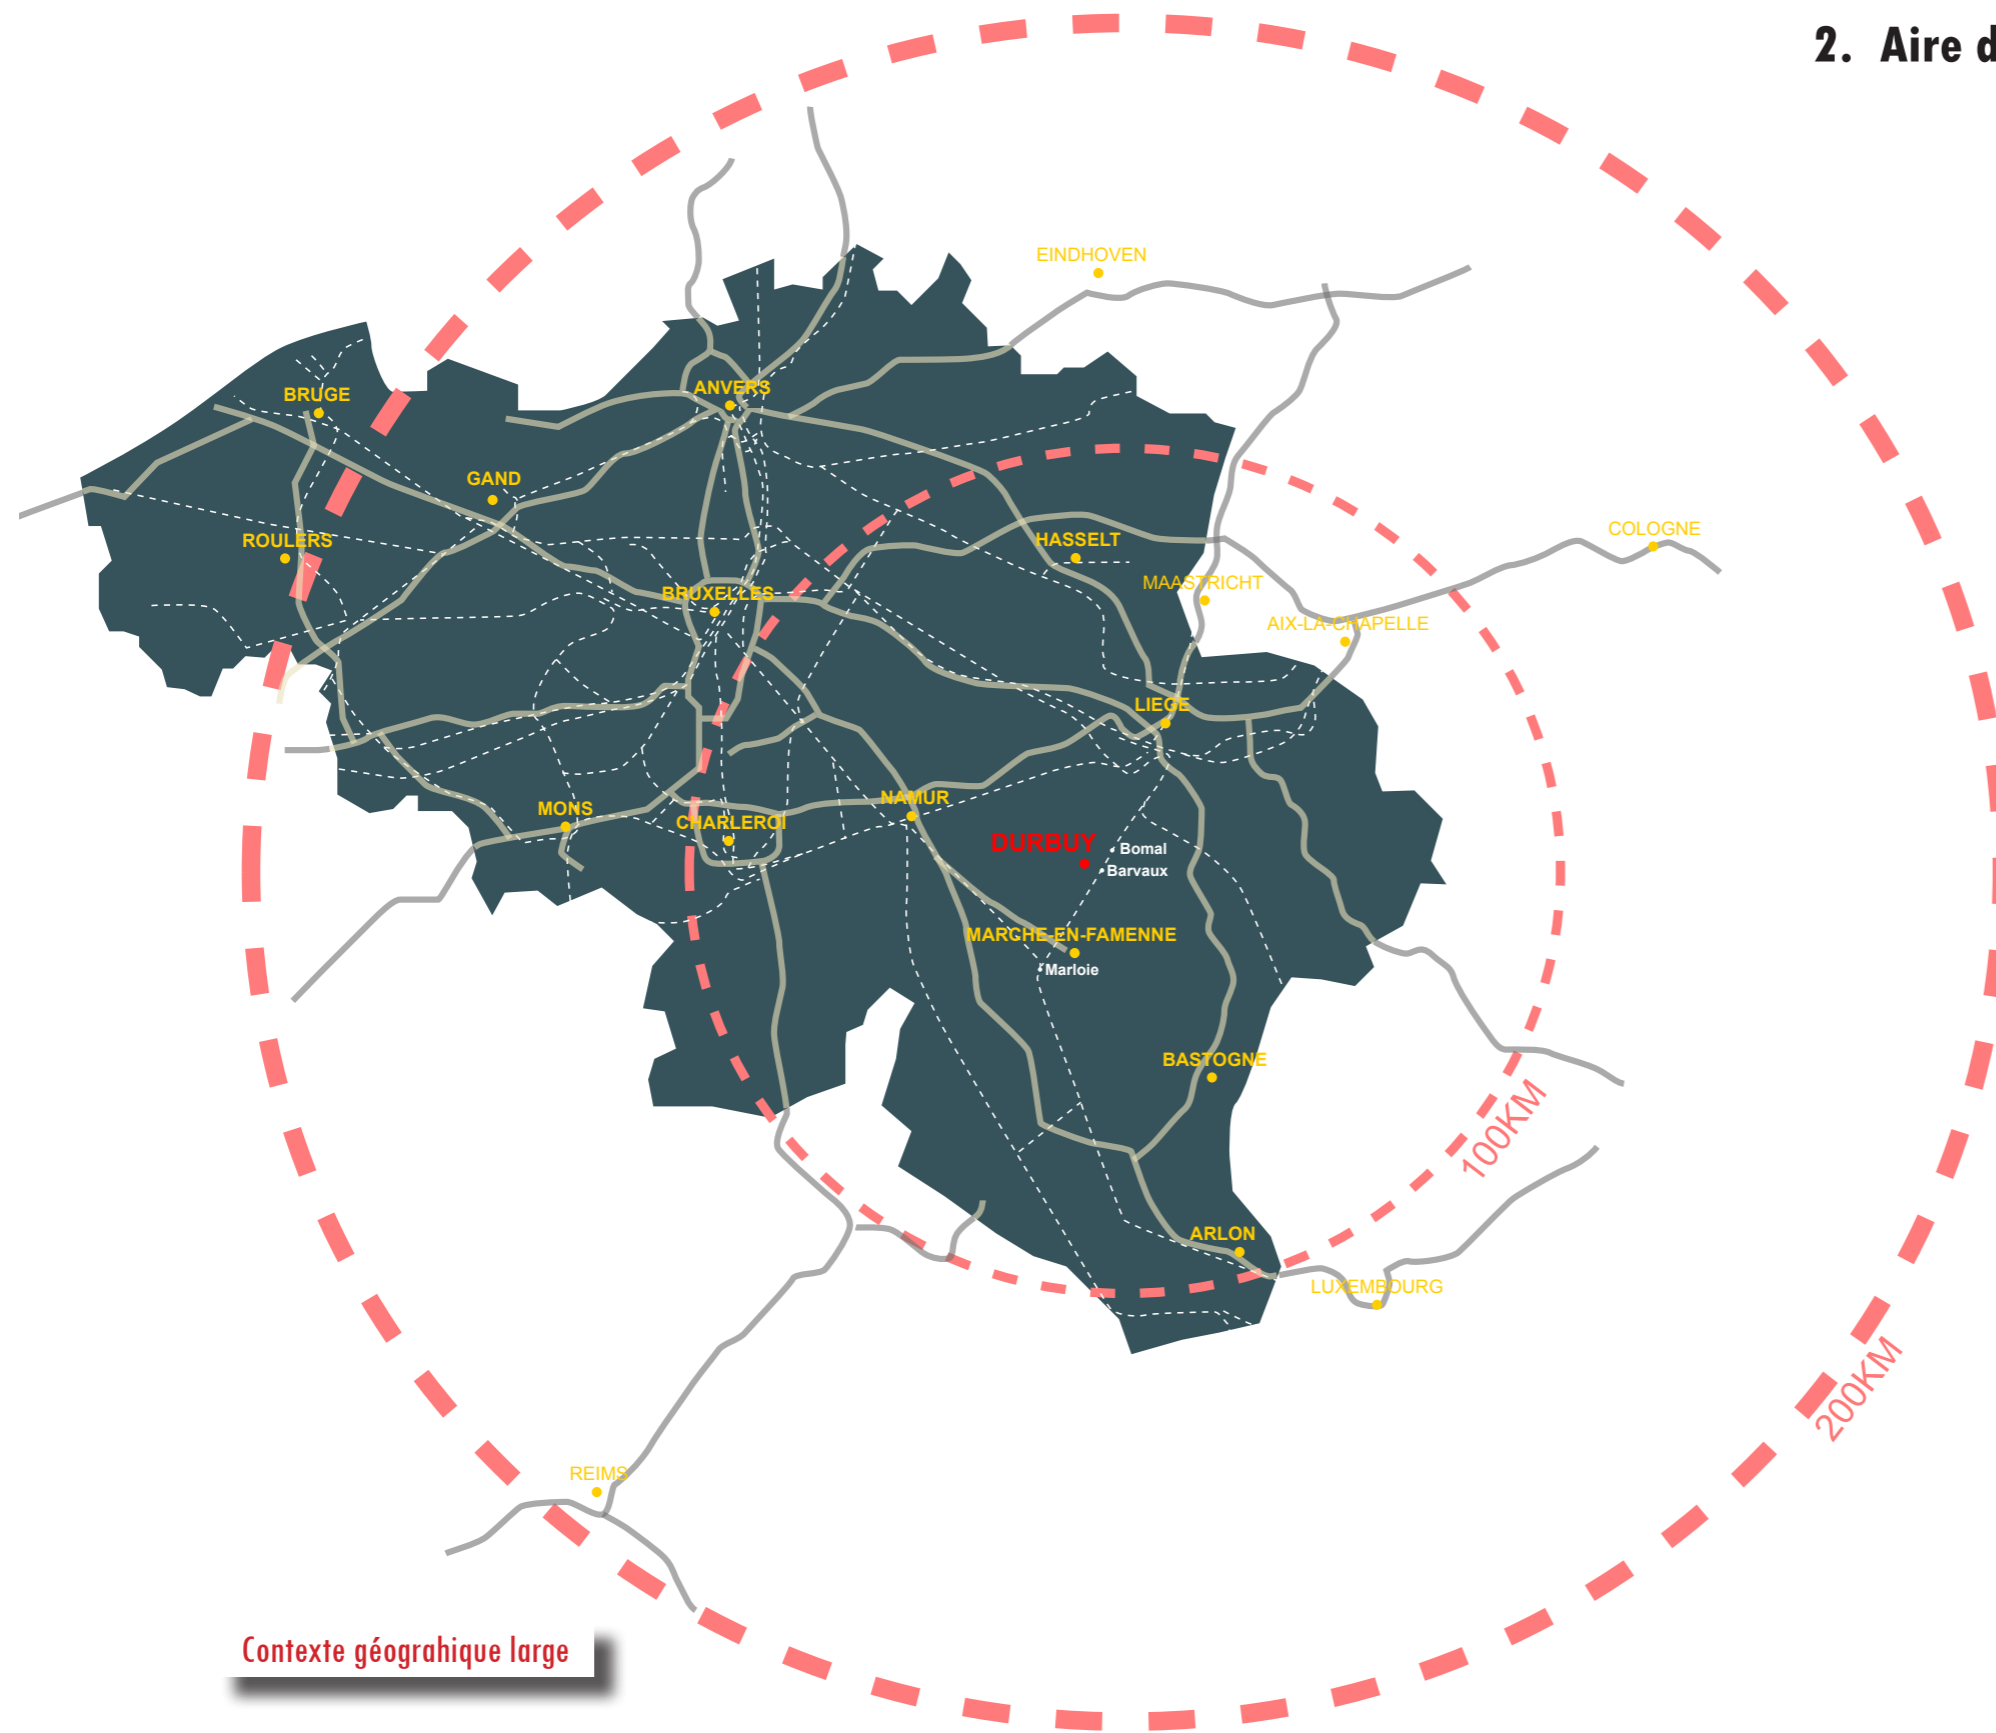 2. Aire d
EINDHOVEN
ANVERS
BRUGE
GAND
COLOGNE
ROULERS
HASSELT
MAASTRICHT
BRUXELLES
AIX-LA-CHAPELLE
LIEGE
NAMUR
MONS
CHARLEROI
DURBUY
Bomal
Barvaux
MARCHE-EN-FAMENNE
Marloie
BASTOGNE
100KM
ARLON
LUXEMBOURG
200KM
REIMS
Contexte géograhique large